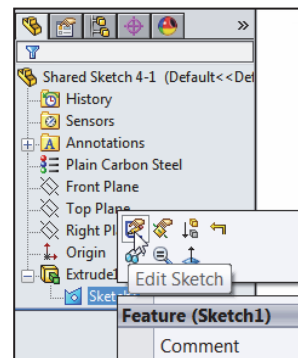 »
Shared Sketch 4-1 (Default<<Def
History
Sensors
A Annotations
Plain Carbon Steel
Front Plane
Top Plane
Right Pl
Origin
Extrude1
Edit Sketch
Sketch
Feature (Sketch1)
Comment